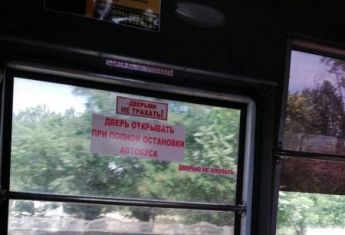 ДВЕРЬМИ
НЕ ТРАХАТЬ!
ДВЕРЬ ОТКРЫВАТЬ
ПРИ ПОЛНОЙ ОСТАНОВКИ
АВТОБУСА
ДВЕРЬЮ НЕ ХЛОПАТЬ